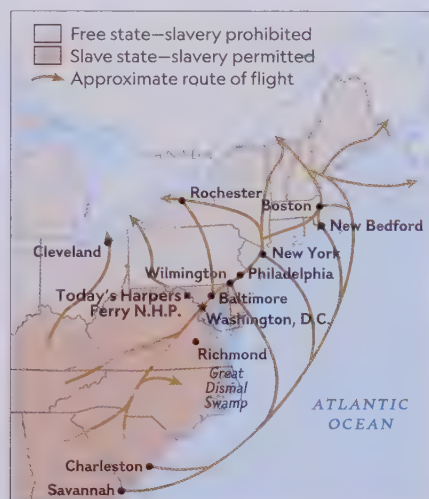 Free state—slavery prohibited
Slave state—slavery permitted
Approximate route of flight
Rochester
Boston
New Bedford
Cleveland
New York
Wilmington
Philadelphia
Today's Harpers
Ferry N.H.P.
Baltimore
Washington, D.C.
Richmond
Great
Dismal
Swamp
ATLANTIC
OCEAN
Charleston
Savannah